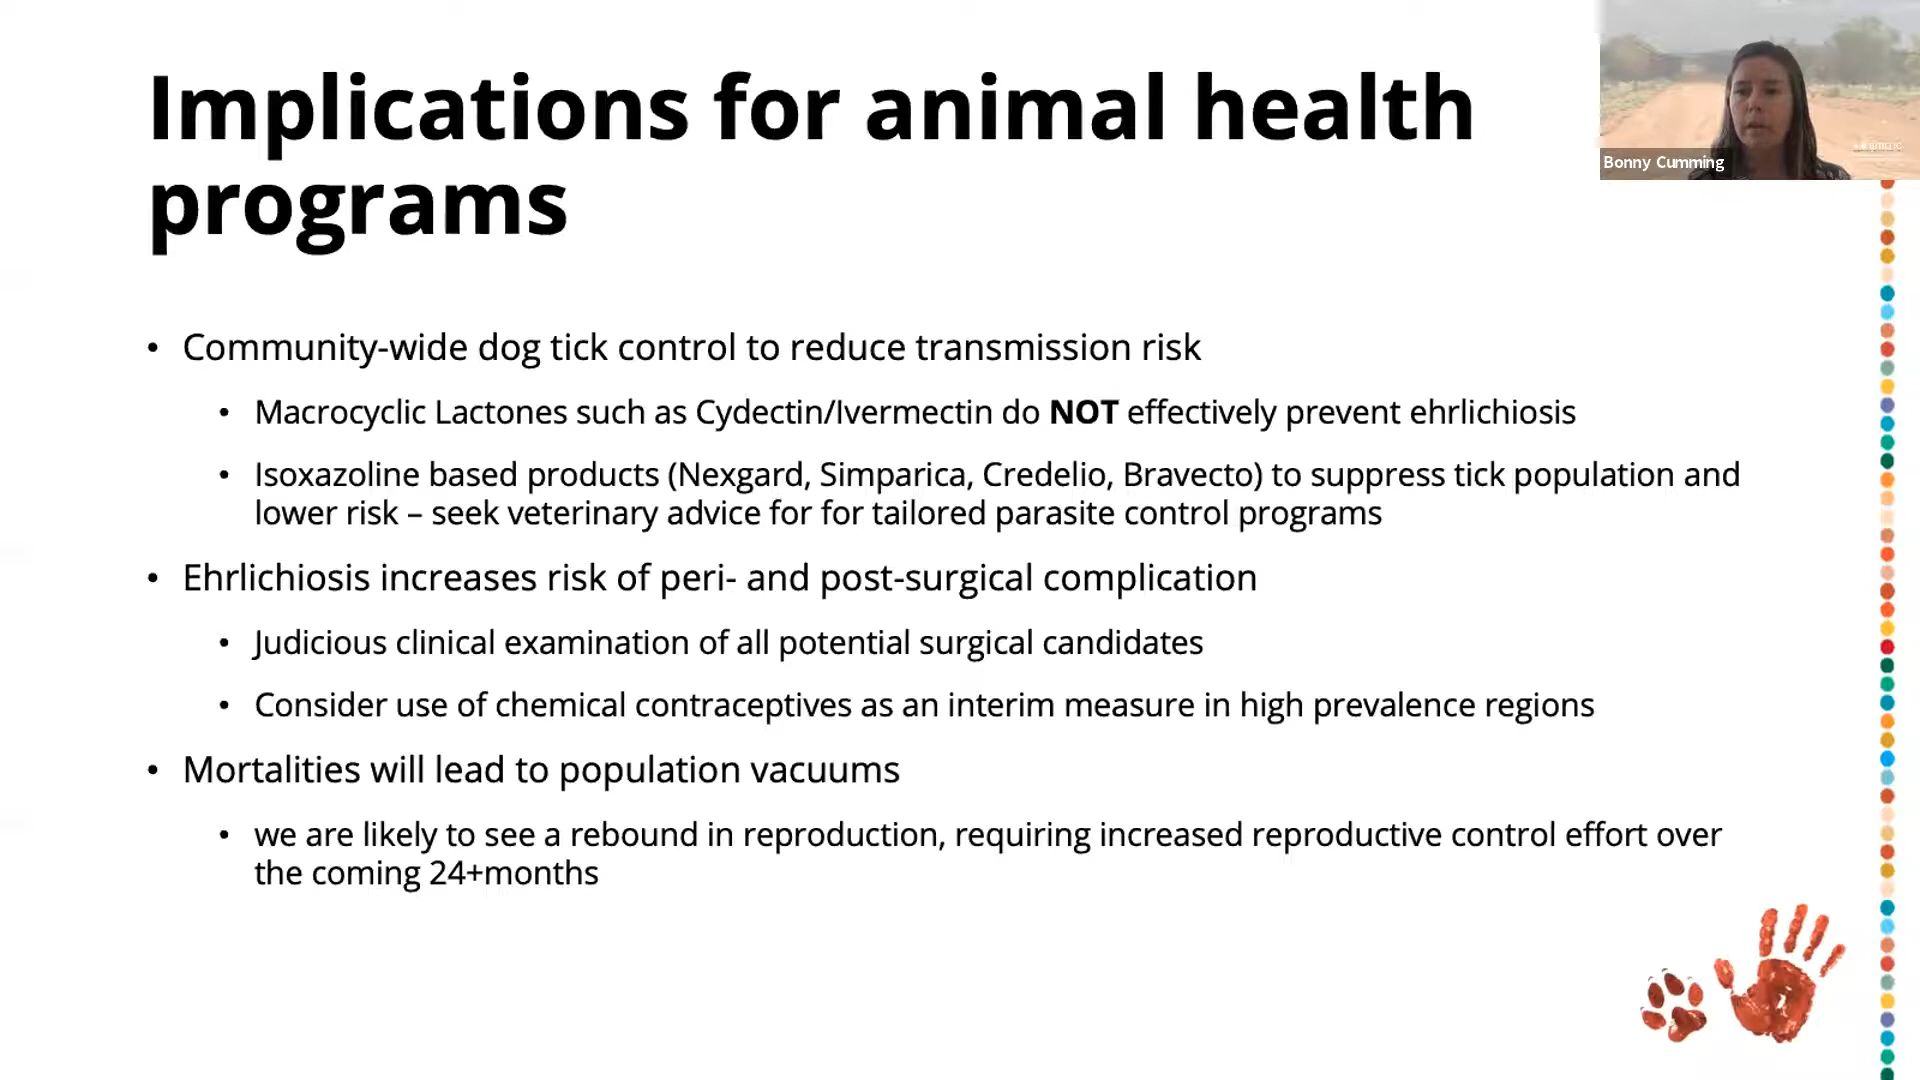 Implications for animal health
programs
Bonny Cumming
• Community-wide dog tick control to reduce transmission risk
• Macrocyclic Lactones such as Cydectin/Ivermectin do NOT effectively prevent ehrlichiosis
• Isoxazoline based products (Nexgard, Simparica, Credelio, Bravecto) to suppress tick population and
lower risk – seek veterinary advice for for tailored parasite control programs
• Ehrlichiosis increases risk of peri- and post-surgical complication
• Judicious clinical examination of all potential surgical candidates
• Consider use of chemical contraceptives as an interim measure in high prevalence regions
• Mortalities will lead to population vacuums
• we are likely to see a rebound in reproduction, requiring increased reproductive control effort over
the coming 24+months